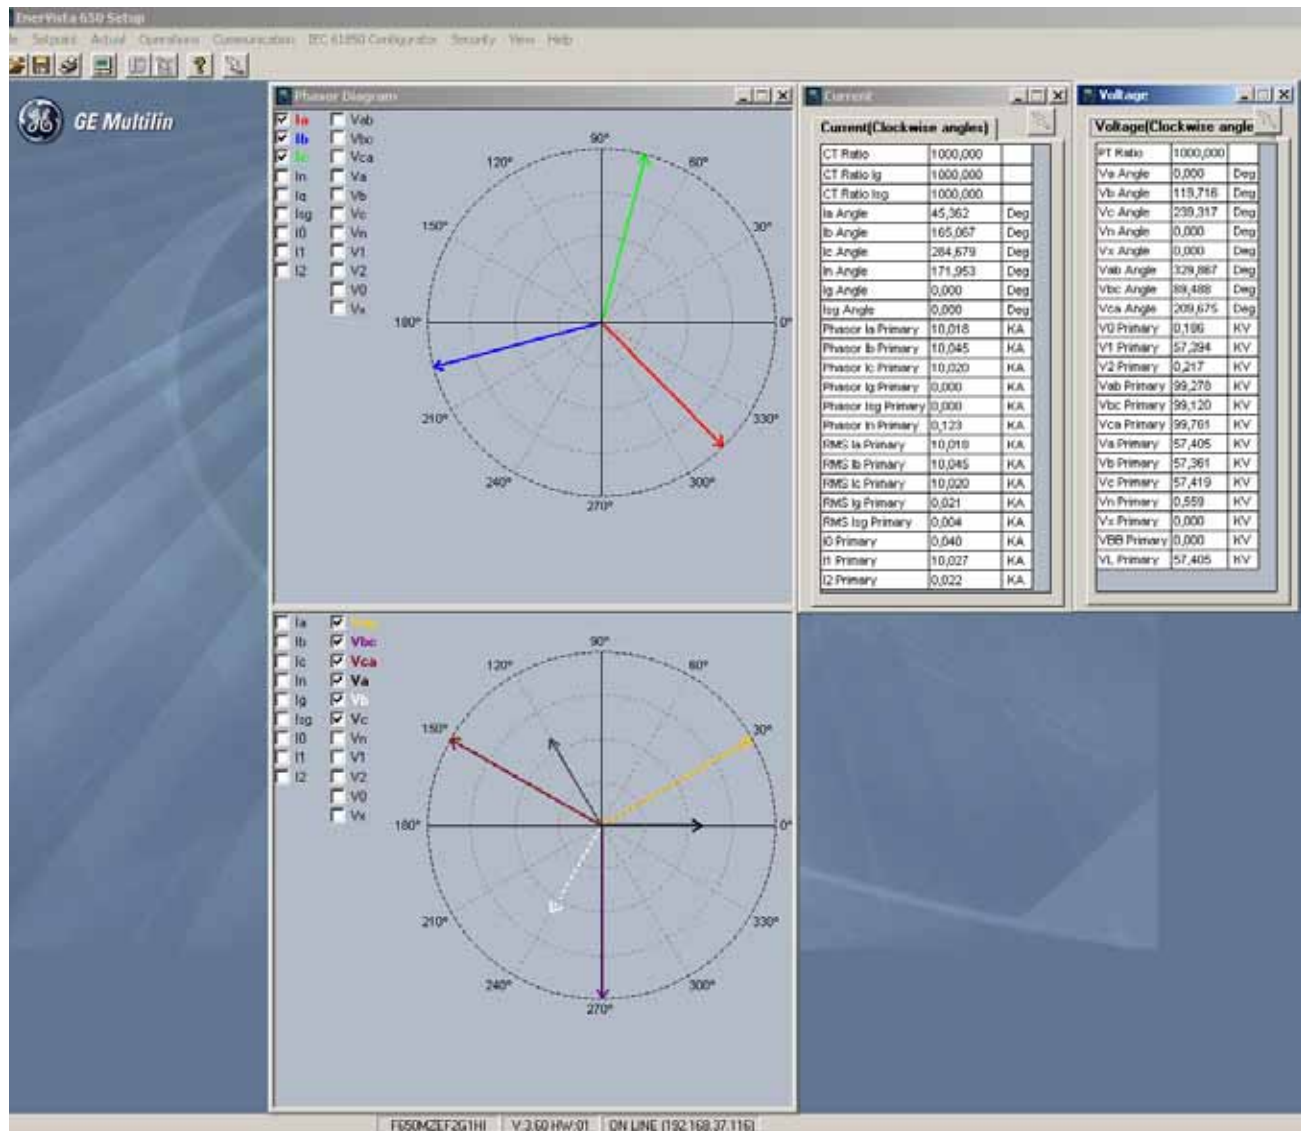 EnerVista 650 Setup
Setpoint Actual Operations Communication IEC 61850 Configurator Security View Help
GE Multilin
Phasor Diagram
Ia Vab
Ib Vbc
Ic Vca
In Va
Ig Vb
Isg Vc
I0 Vn
I1 V1
I2 V2
V0
Vx
90°
120° 60°
150° 30°
180° 0°
210° 330°
240° 300°
270°
Current
Current(Clockwise angles)
CT Ratio 1000,000
CT Ratio Ig 1000,000
CT Ratio Isg 1000,000
Ia Angle 45,362 Deg
Ib Angle 165,067 Deg
Ic Angle 284,679 Deg
In Angle 171,953 Deg
Ig Angle 0,000 Deg
Isg Angle 0,000 Deg
Phasor Ia Primary 10,018 KA
Phasor Ib Primary 10,045 KA
Phasor Ic Primary 10,020 KA
Phasor Ig Primary 0,000 KA
Phasor Isg Primary 0,000 KA
Phasor In Primary 0,123 KA
RMS Ia Primary 10,018 KA
RMS Ib Primary 10,045 KA
RMS Ic Primary 10,020 KA
RMS Ig Primary 0,021 KA
RMS Isg Primary 0,004 KA
I0 Primary 0,040 KA
I1 Primary 10,027 KA
I2 Primary 0,022 KA
Voltage
Voltage(Clockwise angle
PT Ratio 1000,000
Va Angle 0,000 Deg
Vb Angle 119,716 Deg
Vc Angle 239,317 Deg
Vn Angle 0,000 Deg
Vx Angle 0,000 Deg
Vab Angle 329,867 Deg
Vbc Angle 89,488 Deg
Vca Angle 209,675 Deg
V0 Primary 0,186 KV
V1 Primary 57,394 KV
V2 Primary 0,217 KV
Vab Primary 99,278 KV
Vbc Primary 99,120 KV
Vca Primary 99,761 KV
Va Primary 57,405 KV
Vb Primary 57,361 KV
Vc Primary 57,419 KV
Vn Primary 0,559 KV
Vx Primary 0,000 KV
VBB Primary 0,000 KV
VL Primary 57,405 KV
Ia
Ib Vbc
Ic Vca
In Va
Ig Vb
Isg Vc
I0 Vn
I1 V1
I2 V2
V0
Vx
90°
120° 60°
150° 30°
180° 0°
210° 330°
240° 300°
270°
F650MZEF2G1HI V 3.60 HW:01 ON LINE (192.168.37.116)